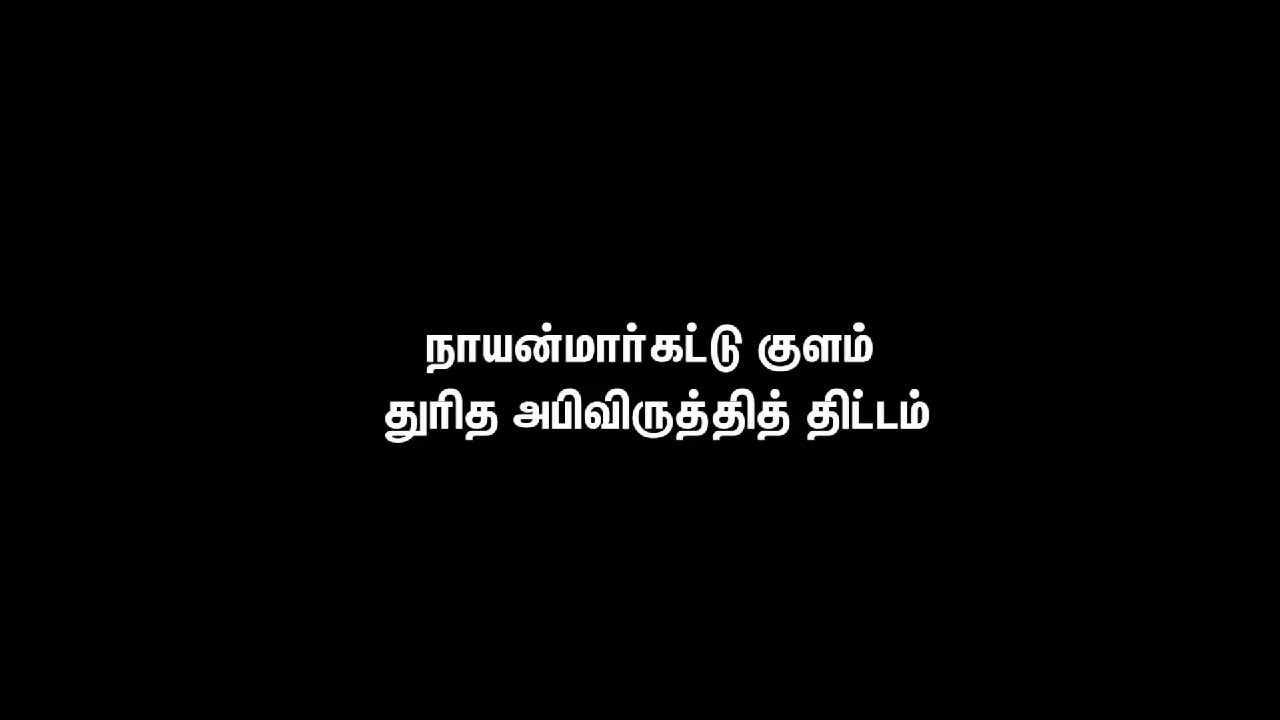 நாயன்மார்கட்டு குளம்
துரித அபிவிருத்தித் திட்டம்